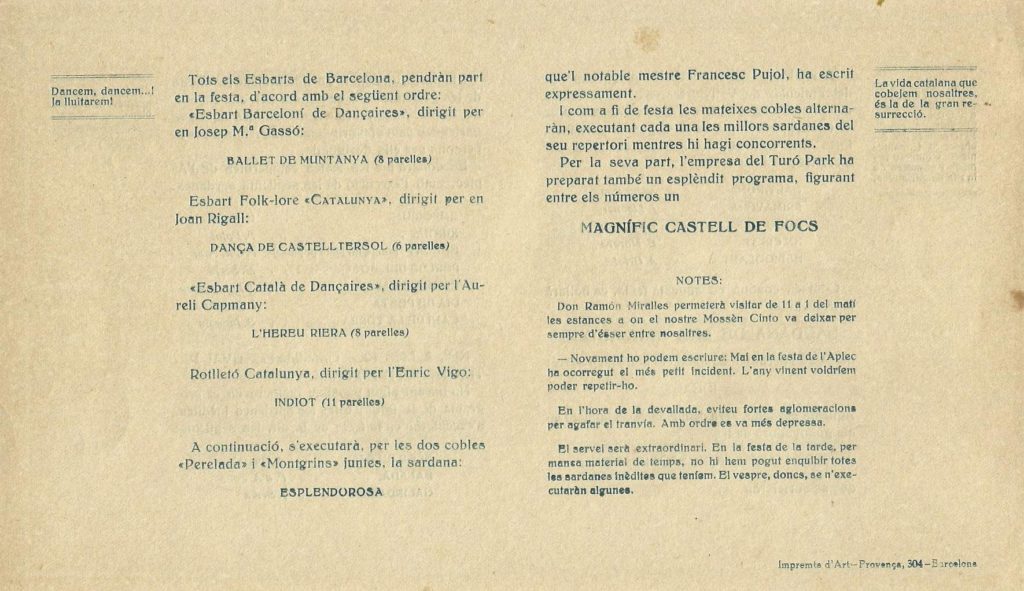 Dancem, dancem...!
Ja lluitarem!
Tots els Esbarts de Barcelona, pendràn part
en la festa, d'acord amb el següent ordre:
«Esbart Barceloní de Dançaires», dirigit per
en Josep M.ª Gassó:
BALLET DE MUNTANYA (8 parelles)
Esbart Folk-lore «CATALUNYA», dirigit per en
Joan Rigall:
DANÇA DE CASTELLTERSOL (6 parelles)
«Esbart Català de Dançaires», dirigit per l'Au-
reli Capmany:
L'HEREU RIERA (8 parelles)
Rotlletó Catalunya, dirigit per l'Enric Vigo:
INDIOT (11 parelles)
A continuació, s'executarà, per les dos cobles
«Perelada» i «Montgrins» juntes, la sardana:
ESPLENDOROSA
que'l notable mestre Francesc Pujol, ha escrit
expressament.
I com a fi de festa les mateixes cobles alterna-
ràn, executant cada una les millors sardanes del
seu repertori mentres hi hagi concorrents.
Per la seva part, l'empresa del Turó Park ha
preparat també un esplèndit programa, figurant
entre els números un
MAGNÍFIC CASTELL DE FOCS
NOTES:
Don Ramón Miralles permeterà visitar de 11 a 1 del matí
les estances a on el nostre Mossèn Cinto va deixar per
sempre d'ésser entre nosaltres.
— Novament ho podem escriure: Mai en la festa de l'Aplec
ha ocorregut el més petit incident. L'any vinent voldríem
poder repetir-ho.
En l'hora de la devallada, eviteu fortes aglomeracions
per agafar el tranvia. Amb ordre es va més depressa.
El servei serà extraordinari. En la festa de la tarde, per
manca material de temps, no hi hem pogut enquibir totes
les sardanes inèdites que teníem. El vespre, doncs, se n'exe-
cutaràn algunes.
La vida catalana que
cobejem nosaltres,
és la de la gran re-
surrecció.
Impremta d'Art—Provença, 304—Barcelona